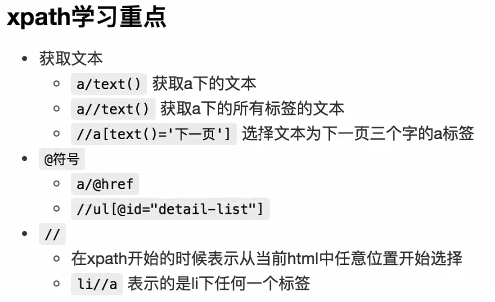 xpath学习重点
获取文本
a/text() 获取a下的文本
a//text() 获取a下的所有标签的文本
//a[text()='下一页'] 选择文本为下一页三个字的a标签
@符号
a/@href
//ul[@id="detail-list"]
//
在xpath开始的时候表示从当前html中任意位置开始选择
li//a 表示的是li下任何一个标签